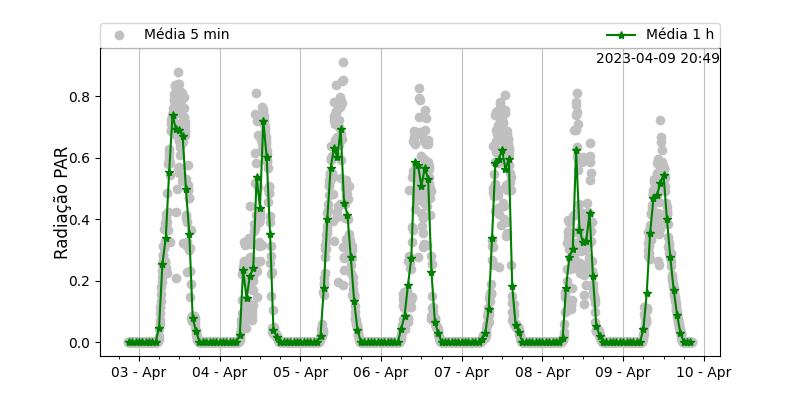 Média 5 min
Média 1 h
2023-04-09 20:49
Radiação PAR
0.8
0.6
0.4
0.2
0.0
03 - Apr
04 - Apr
05 - Apr
06 - Apr
07 - Apr
08 - Apr
09 - Apr
10 - Apr